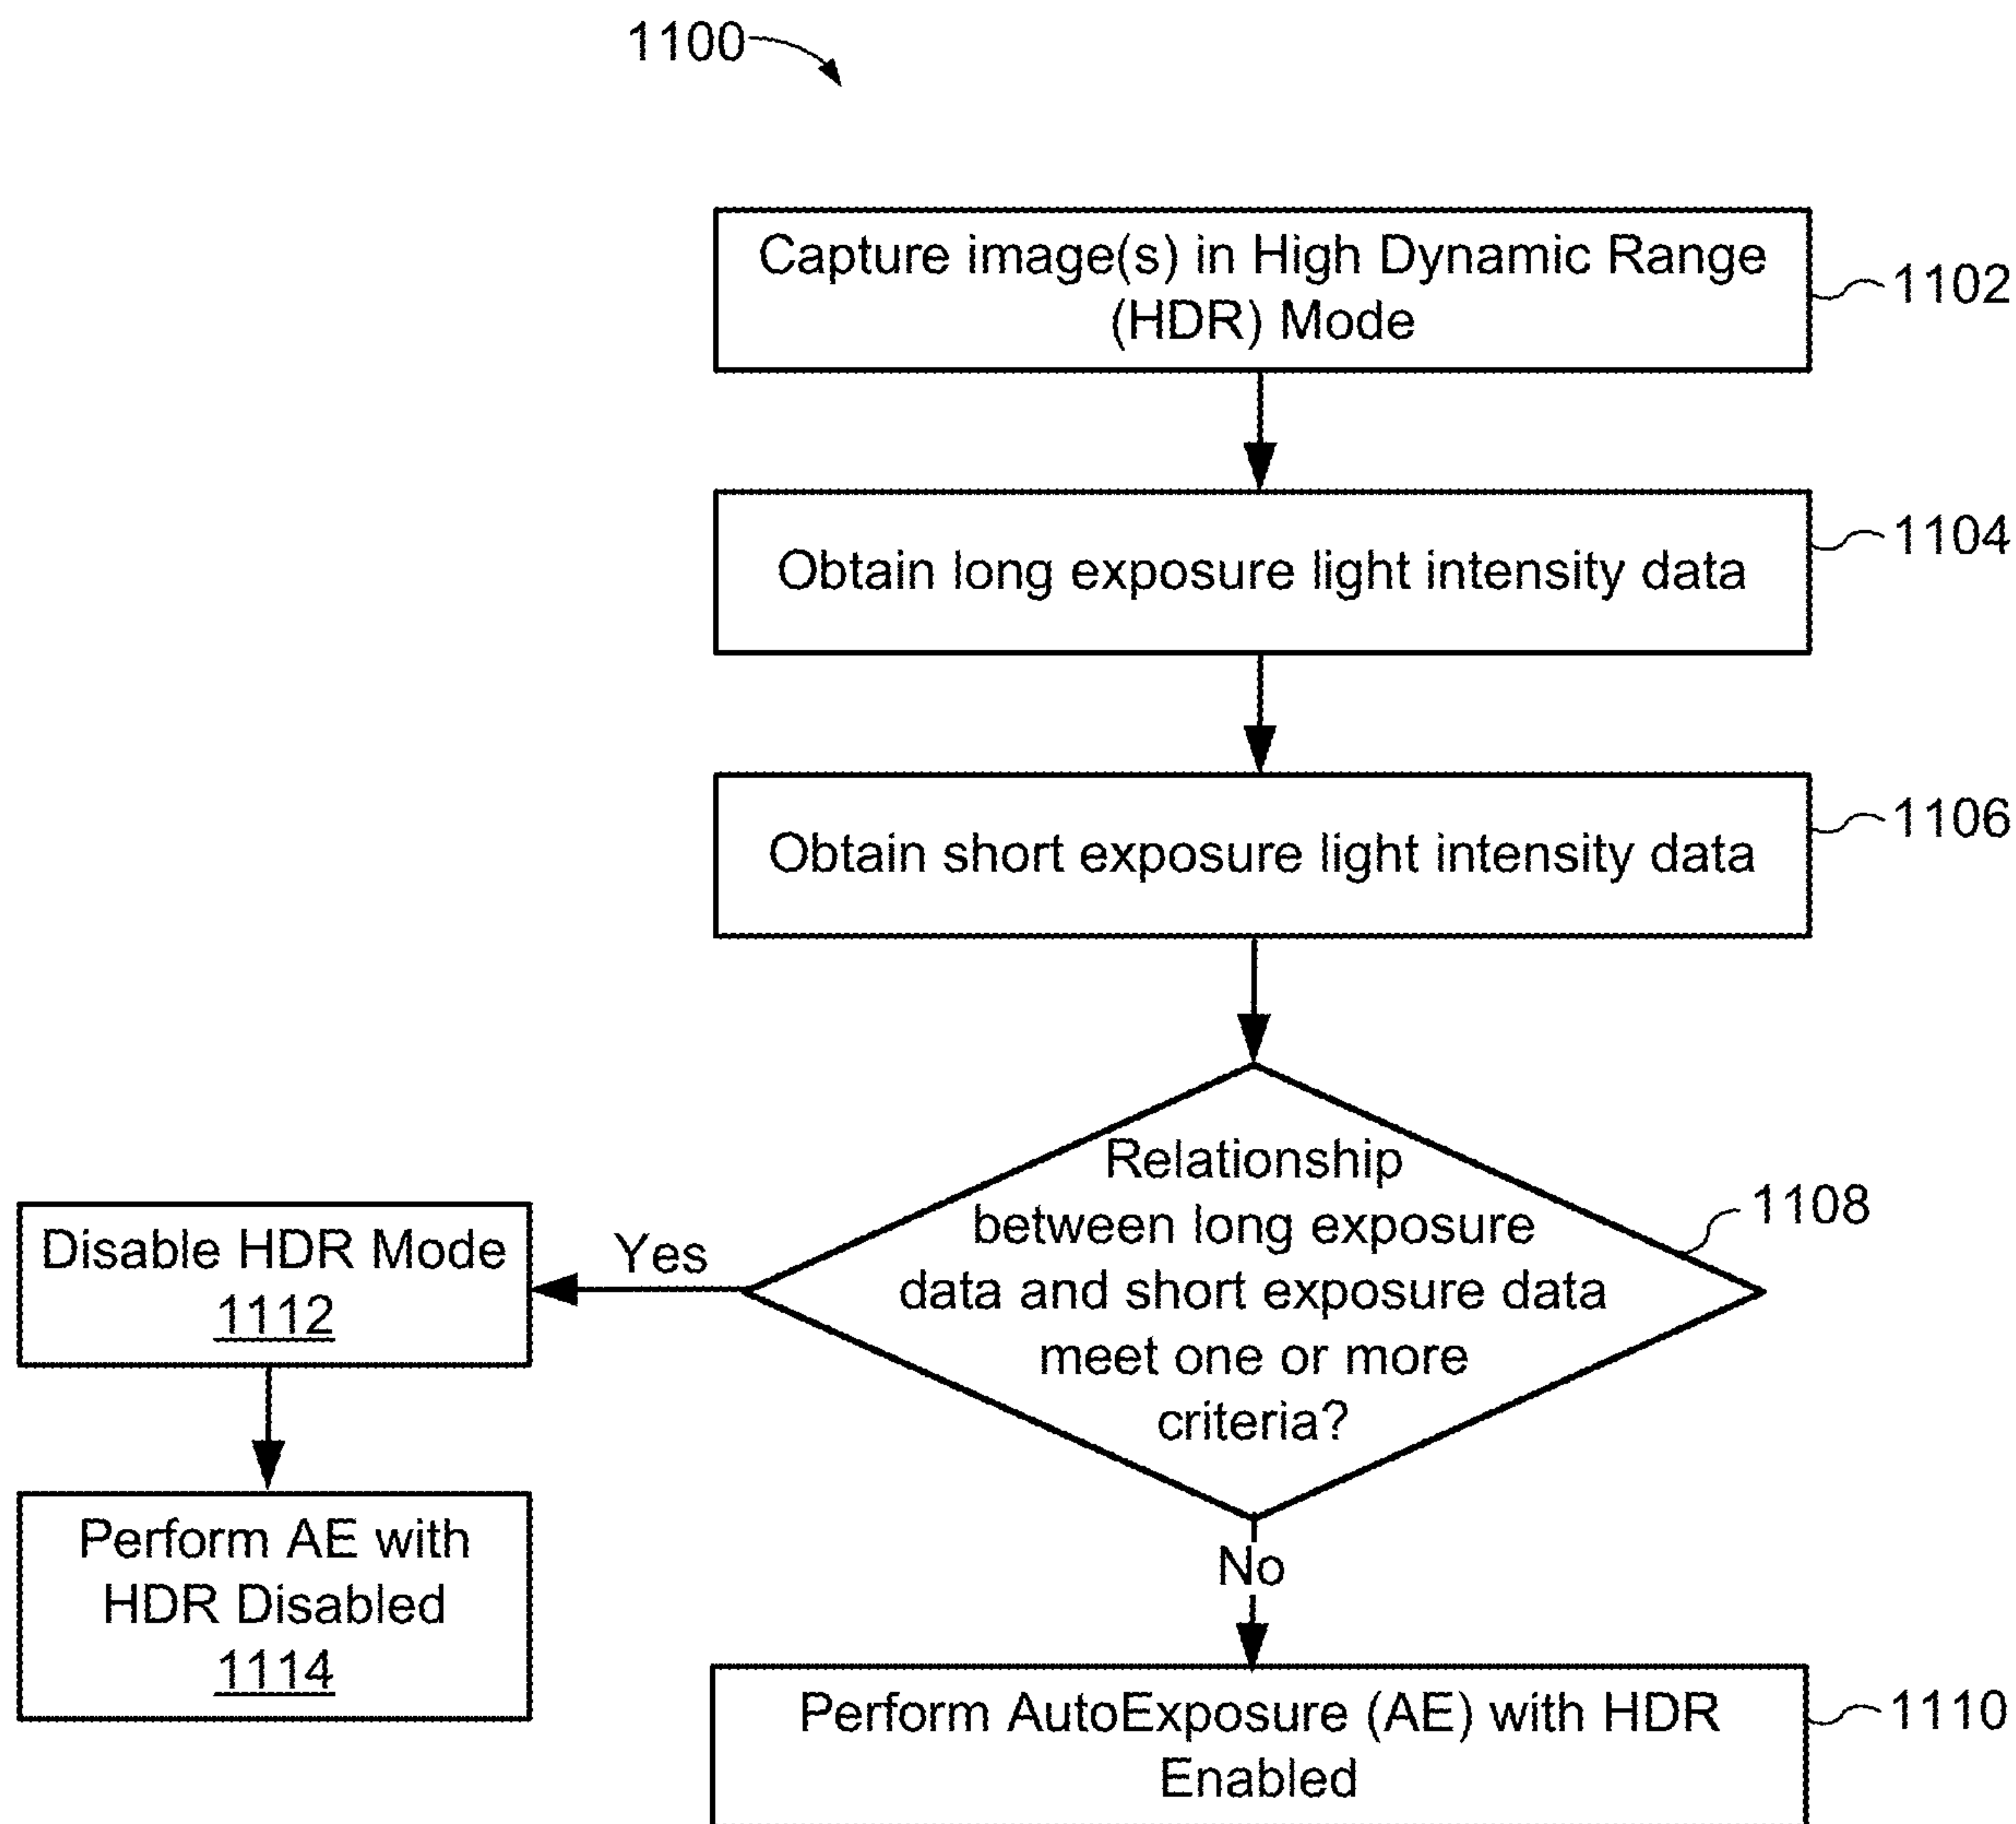 1100
Capture image(s) in High Dynamic Range
(HDR) Mode
1102
Obtain long exposure light intensity data
1104
Obtain short exposure light intensity data
1106
Relationship
between long exposure
data and short exposure data
meet one or more
criteria?
1108
Yes
Disable HDR Mode
1112
Perform AE with
HDR Disabled
1114
No
Perform AutoExposure (AE) with HDR
Enabled
1110